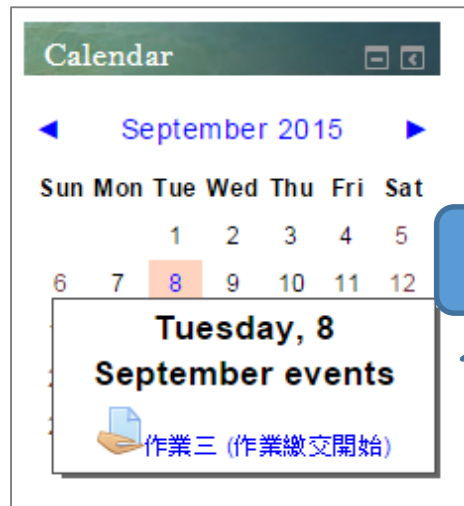 Calendar
◄ September 2015 ►
Sun Mon Tue Wed Thu Fri Sat
1 2 3 4 5
6 7 8 9 10 11 12
Tuesday, 8
September events
作業三 (作業繳交開始)